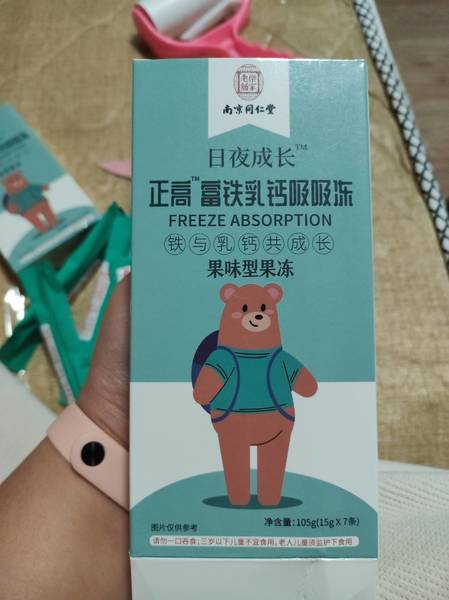 南京同仁堂
日夜成长™
正高™富铁乳钙吸吸冻
FREEZE ABSORPTION
铁与乳钙共成长
果味型果冻
图片仅供参考
净含量：105g(15g X 7条)
请勿一口吞食;三岁以下儿童不宜食用,老人儿童须监护下食用